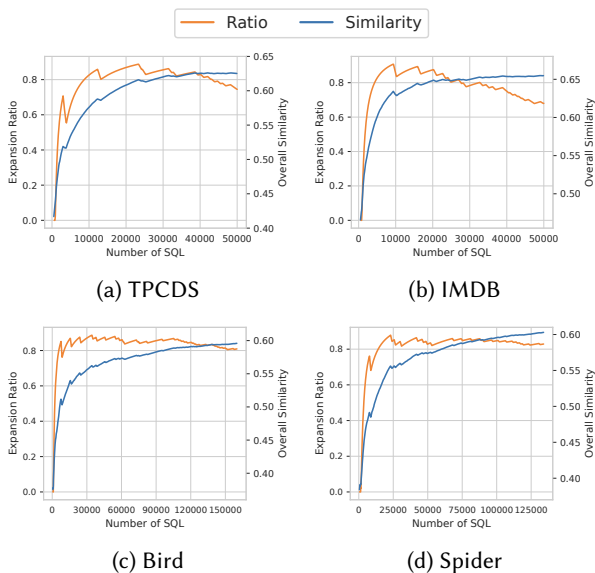 Ratio Similarity
0.8
0.6
0.4
0.2
0.0
Expansion Ratio
0.65
0.60
0.55
0.50
0.45
0.40
Overall Similarity
0 10000 20000 30000 40000 50000
Number of SQL
(a) TPCDS
0.8
0.6
0.4
0.2
0.0
Expansion Ratio
0.65
0.60
0.55
0.50
Overall Similarity
0 10000 20000 30000 40000 50000
Number of SQL
(b) IMDB
0.8
0.6
0.4
0.2
0.0
Expansion Ratio
0.60
0.55
0.50
0.45
0.40
Overall Similarity
0 30000 60000 90000 120000 150000
Number of SQL
(c) Bird
0.8
0.6
0.4
0.2
0.0
Expansion Ratio
0.60
0.55
0.50
0.45
0.40
Overall Similarity
0 25000 50000 75000 100000 125000
Number of SQL
(d) Spider